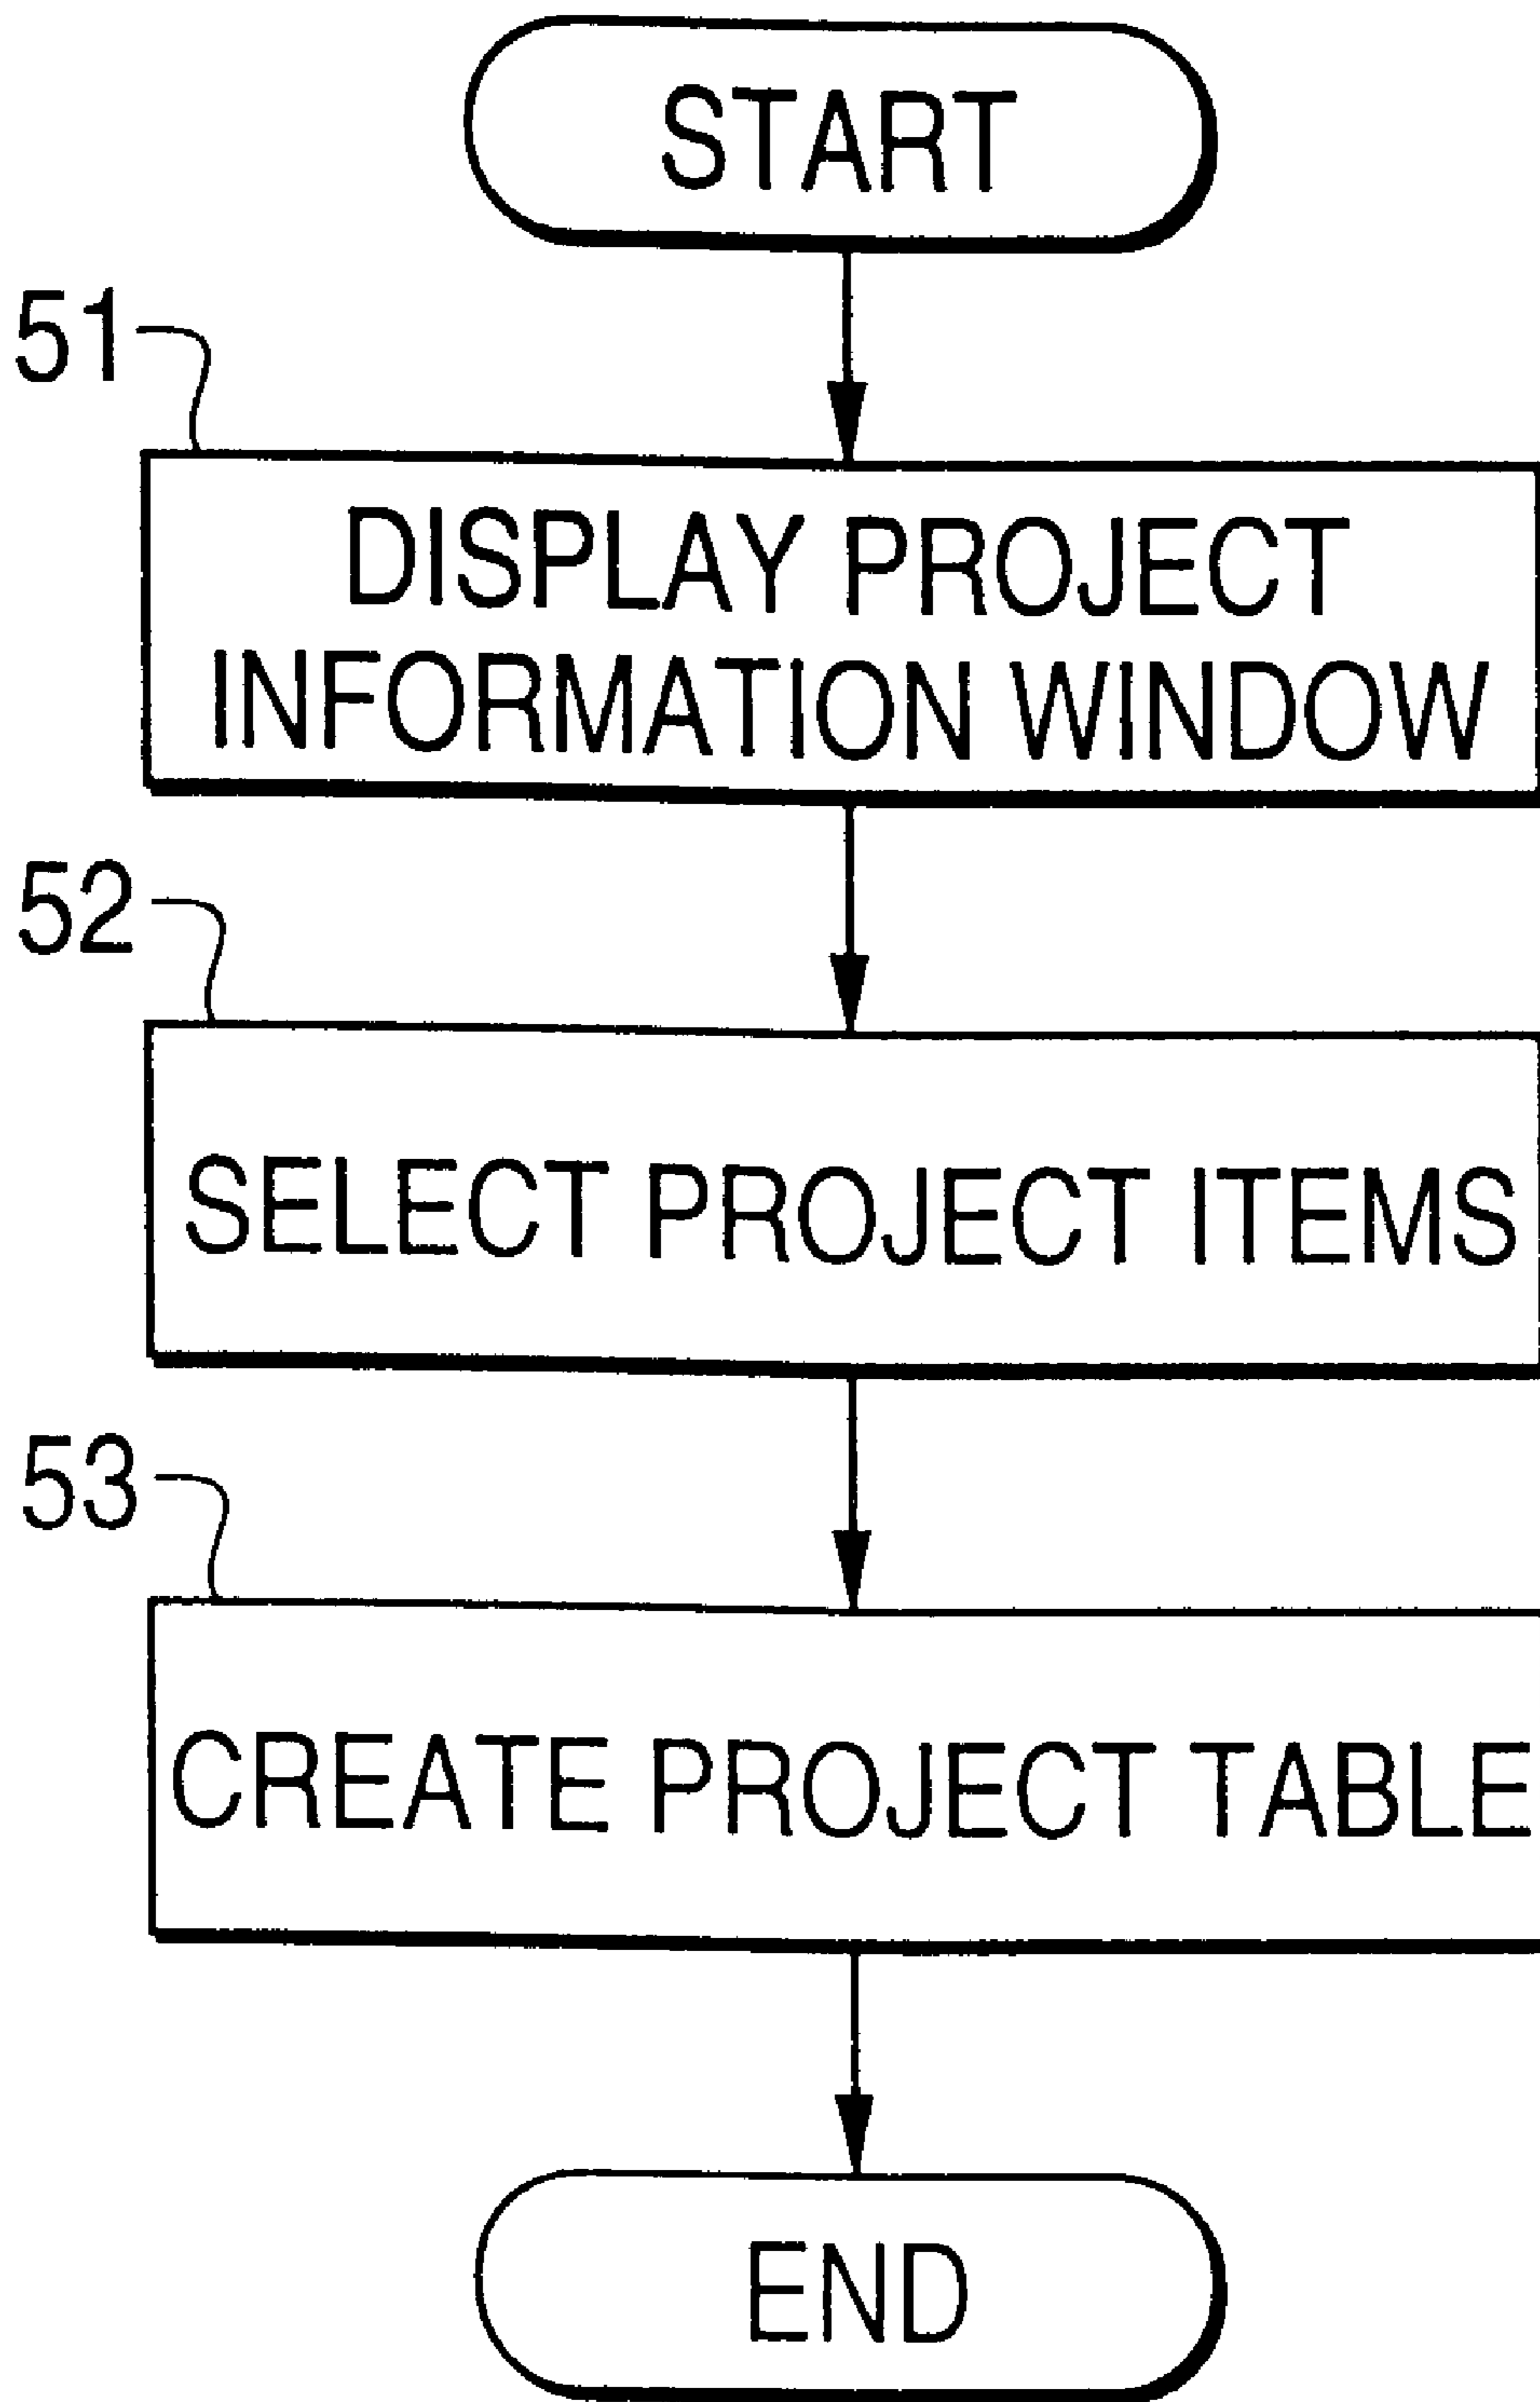 START
51
DISPLAY PROJECT
INFORMATION WINDOW
52
SELECT PROJECT ITEMS
53
CREATE PROJECT TABLE
END